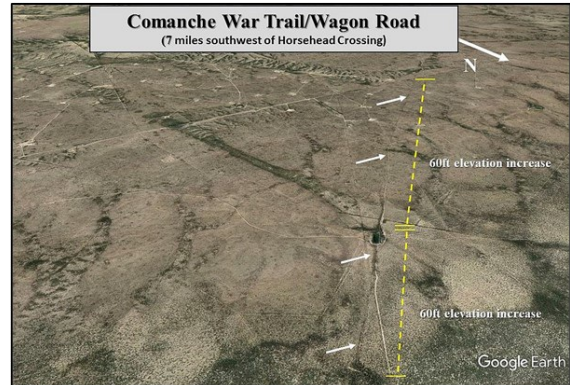 Comanche War Trail/Wagon Road
(7 miles southwest of Horsehead Crossing)
N
60ft elevation increase
60ft elevation increase
Google Earth